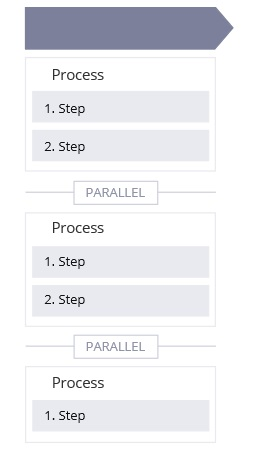 Process
1. Step
2. Step
PARALLEL
Process
1. Step
2. Step
PARALLEL
Process
1. Step